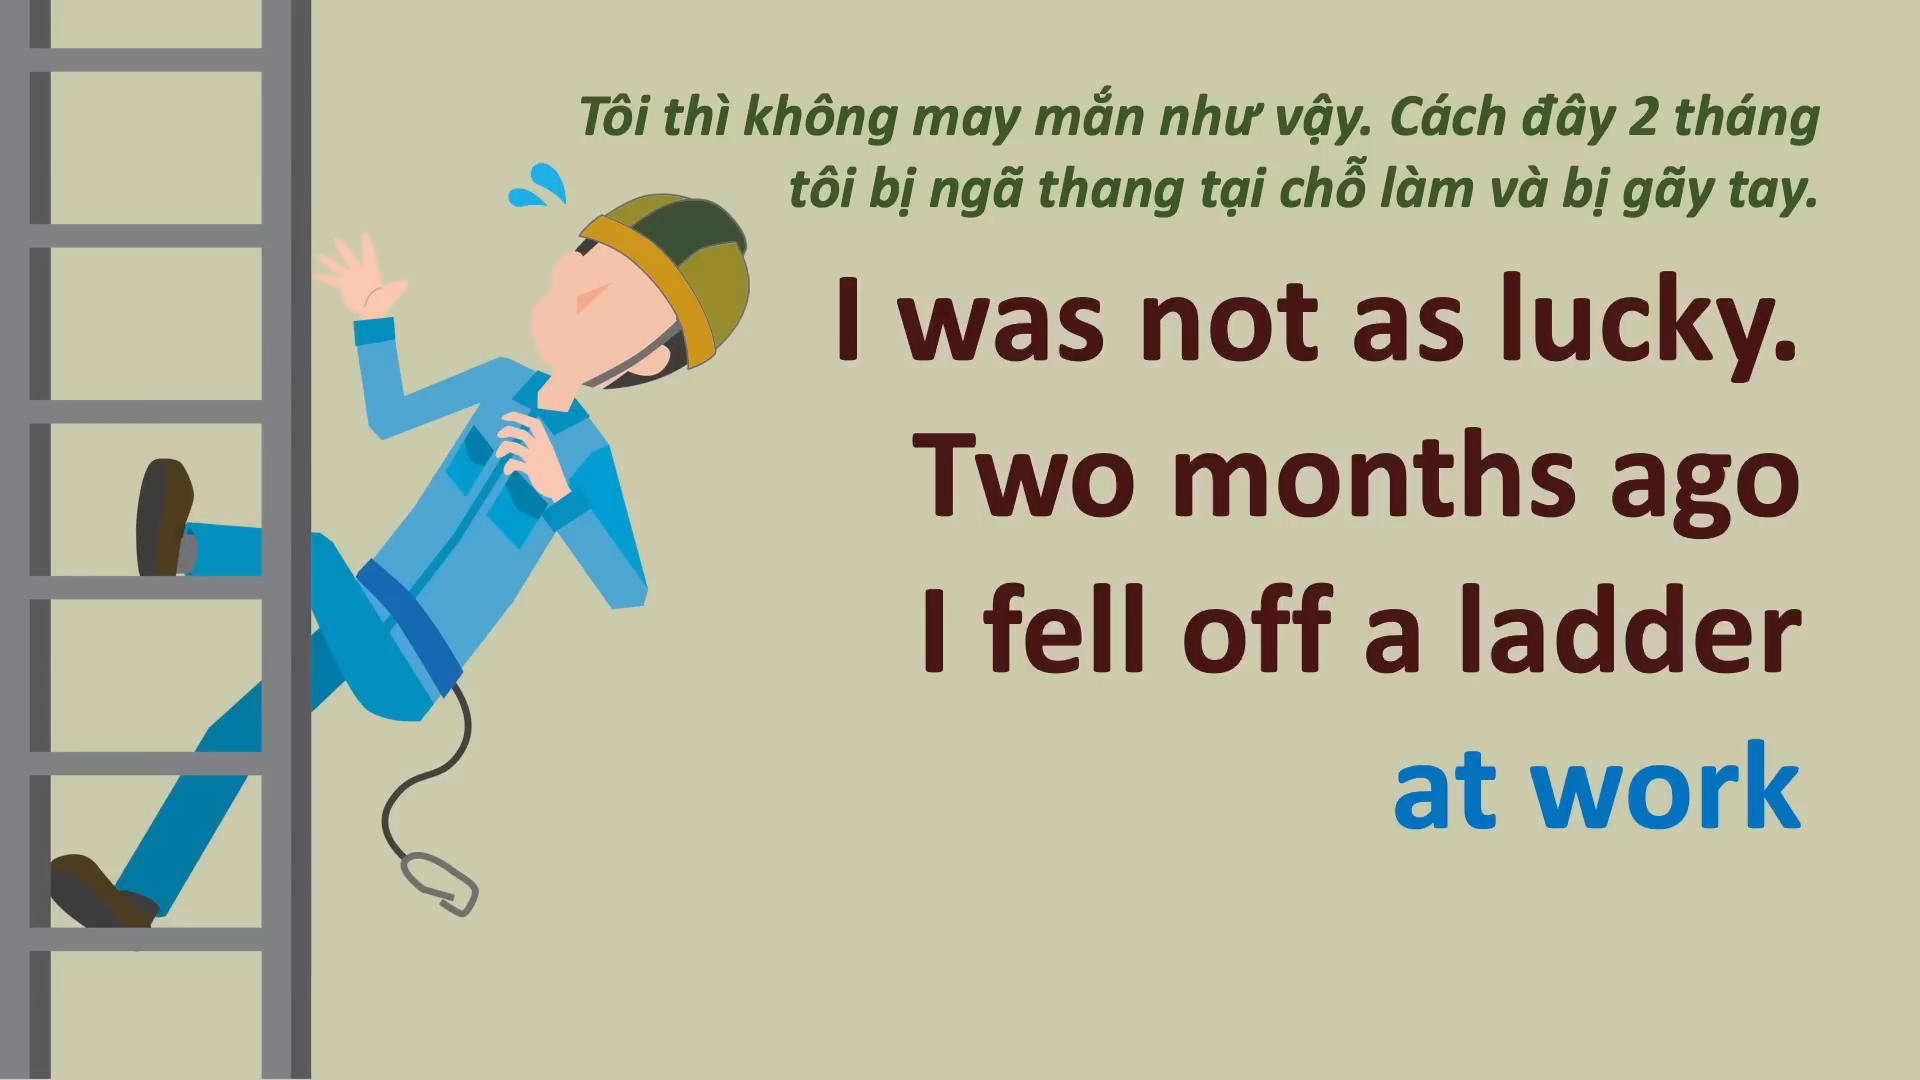 Tôi thì không may mắn như vậy. Cách đây 2 tháng
tôi bị ngã thang tại chỗ làm và bị gãy tay.
I was not as lucky.
Two months ago
I fell off a ladder
at work